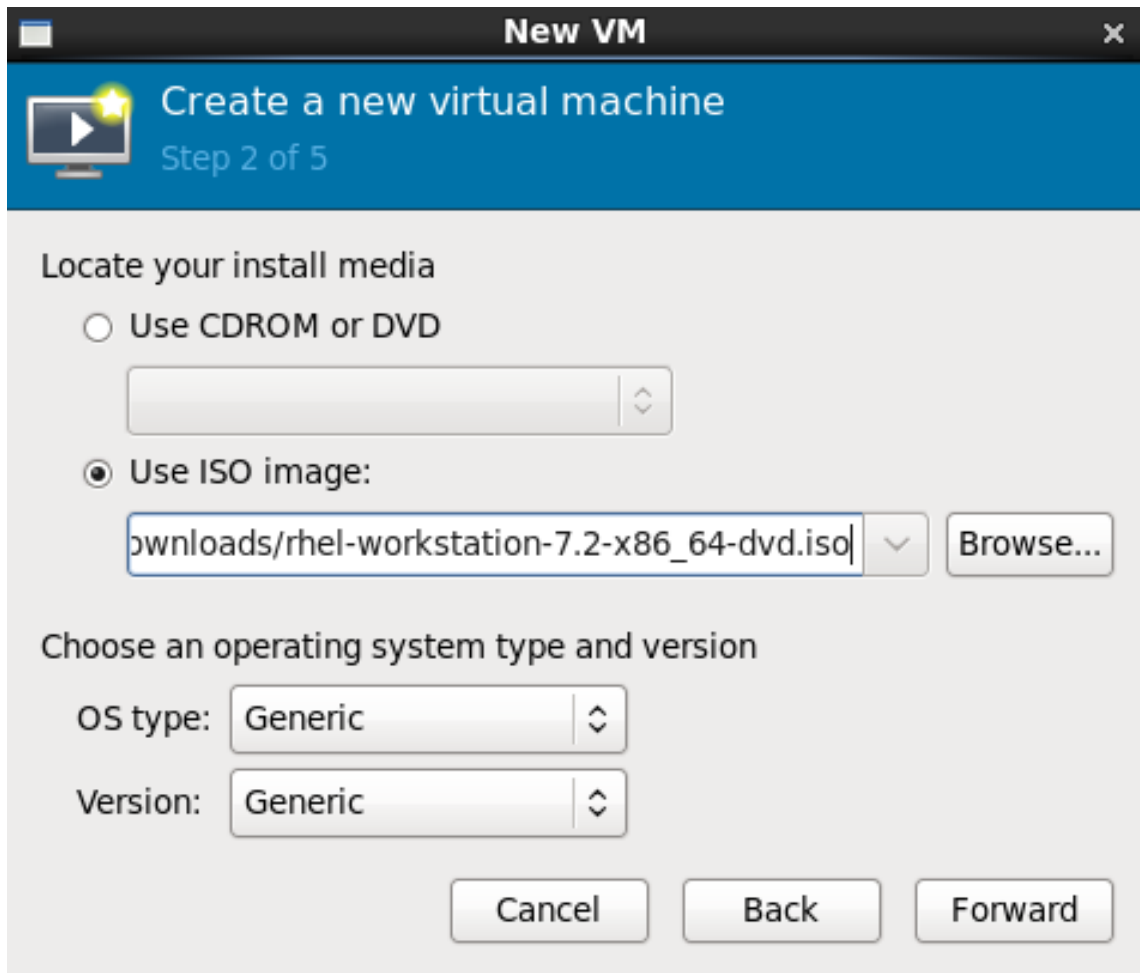 New VM
Create a new virtual machine
Step 2 of 5
Locate your install media
Use CDROM or DVD
Use ISO image:
ownloads/rhel-workstation-7.2-x86_64-dvd.iso
Browse...
Choose an operating system type and version
OS type: Generic
Version: Generic
Cancel Back Forward